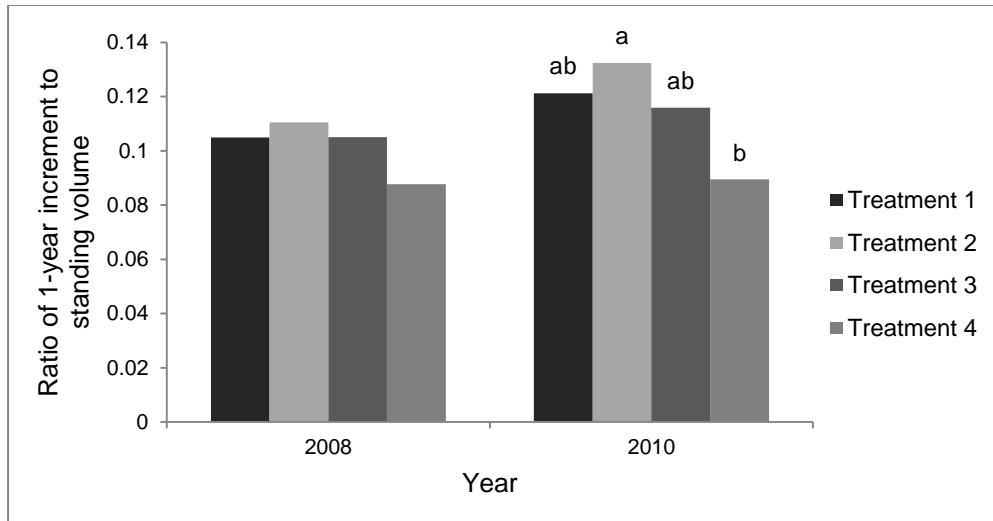 Ratio of 1-year increment to
standing volume
0.14
0.12
0.1
0.08
0.06
0.04
0.02
0
ab
a
ab
b
2008
2010
Year
Treatment 1
Treatment 2
Treatment 3
Treatment 4